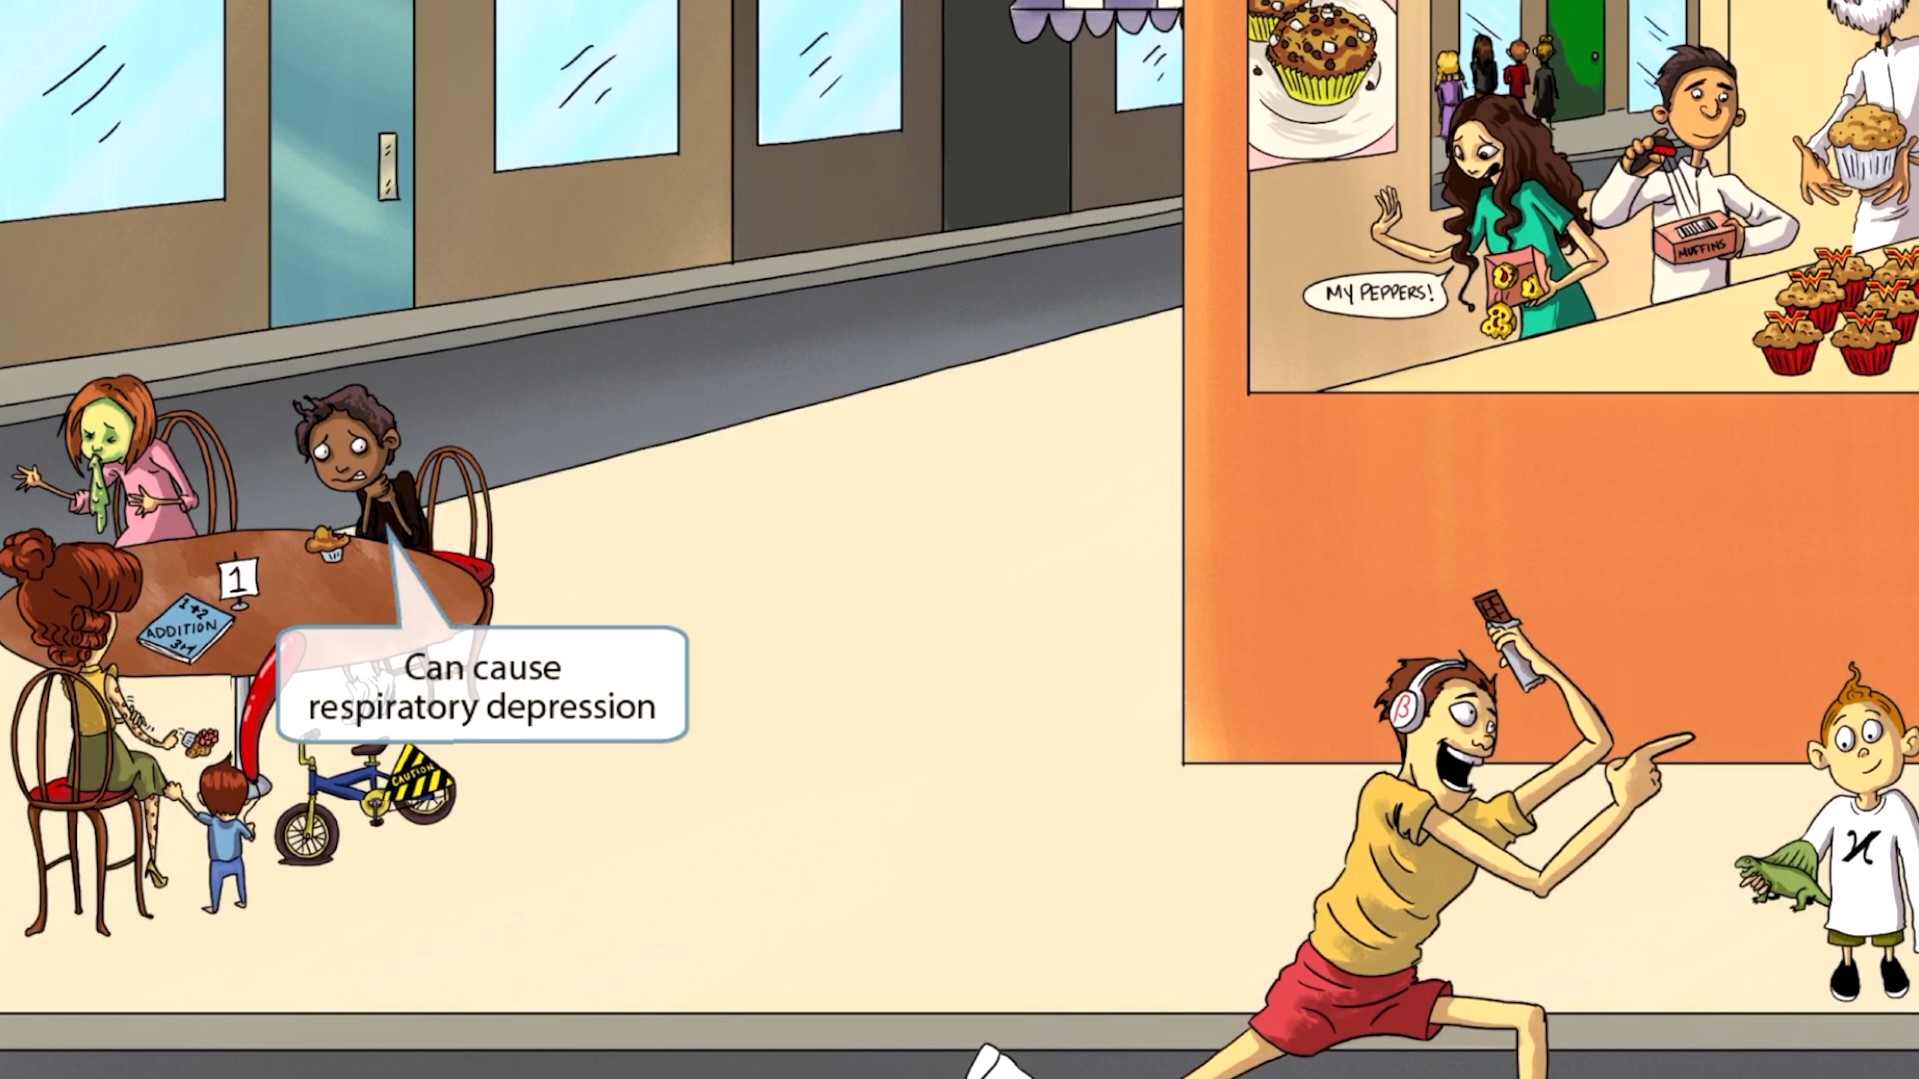 MUFFINS
MY PEPPERS!
1
1+2
ADDITION
3+1
Can cause
respiratory depression
CAUTION
β
ϰ